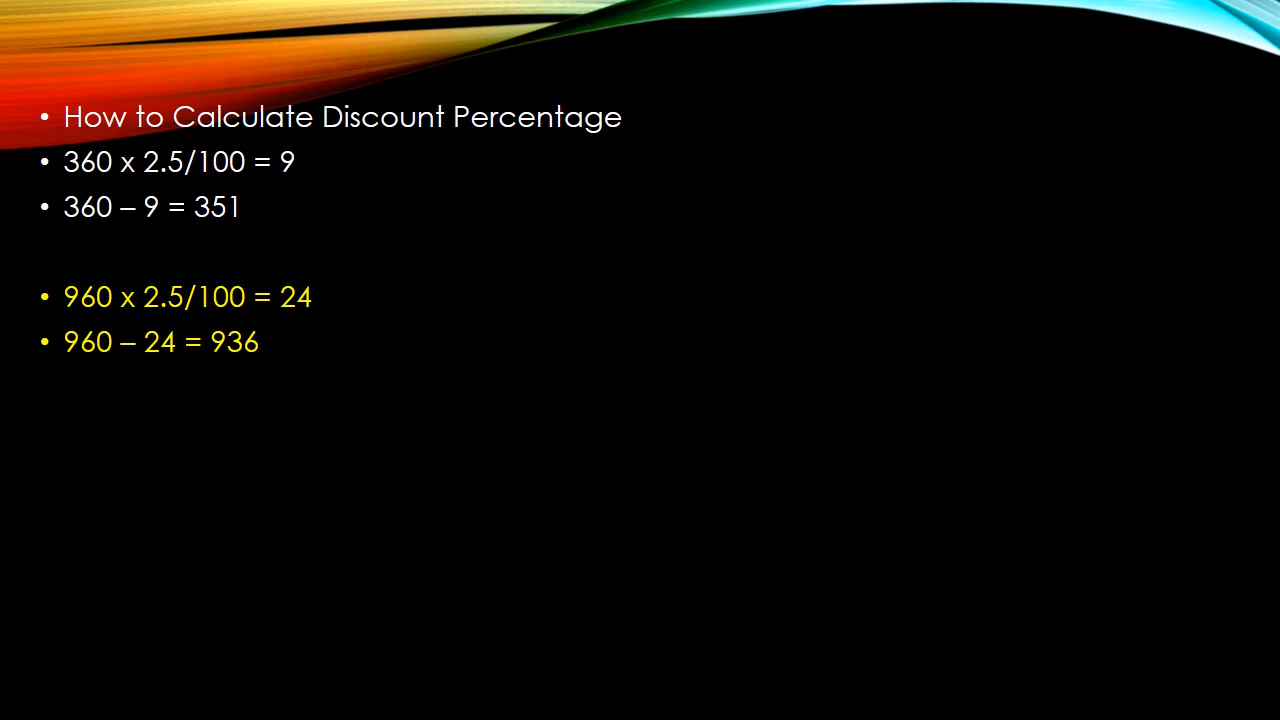 • How to Calculate Discount Percentage
• 360 x 2.5/100 = 9
• 360 – 9 = 351
• 960 x 2.5/100 = 24
• 960 – 24 = 936